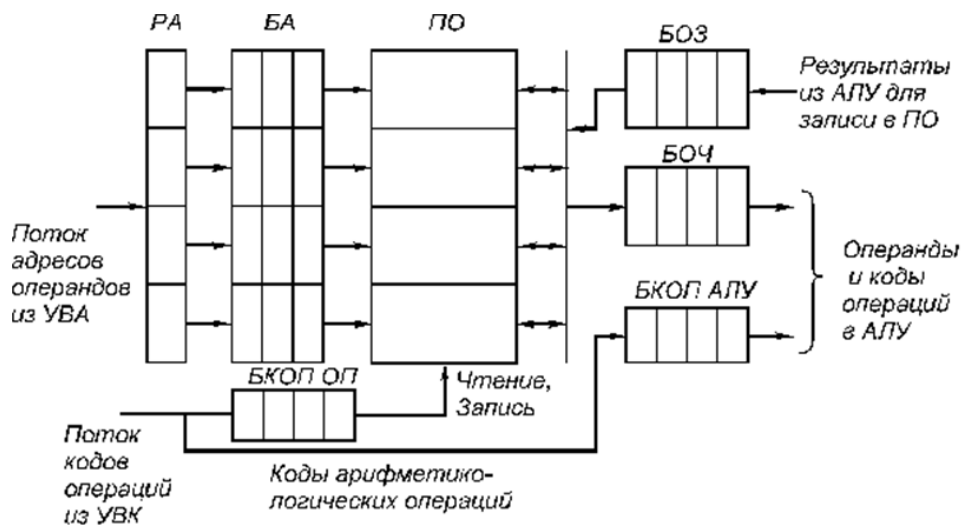 РА
БА
ПО
БОЗ
Результаты
из АЛУ для
записи в ПО
БОЧ
Поток
адресов
операндов
из УВА
Операнды
и коды
операций
в АЛУ
БКОП АЛУ
БКОП ОП
Чтение,
Запись
Поток
кодов
операций
из УВК
Коды арифметико-
логических операций